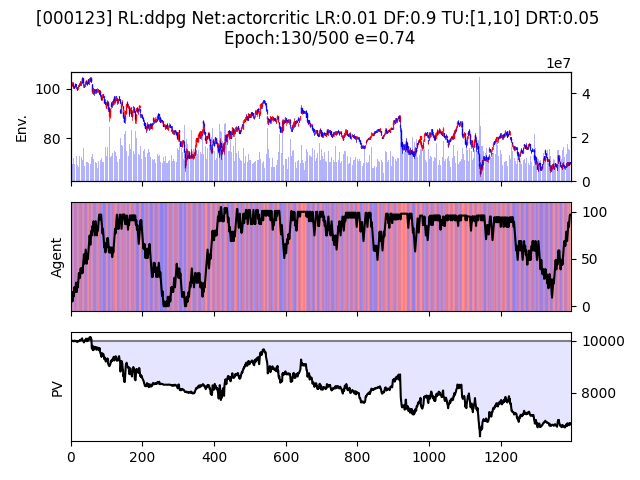 [000123] RL:ddpg Net:actorcritic LR:0.01 DF:0.9 TU:[1,10] DRT:0.05
Epoch:130/500 e=0.74
1e7
100
80
Env.
4
2
0
Agent
100
50
0
PV
10000
8000
0 200 400 600 800 1000 1200